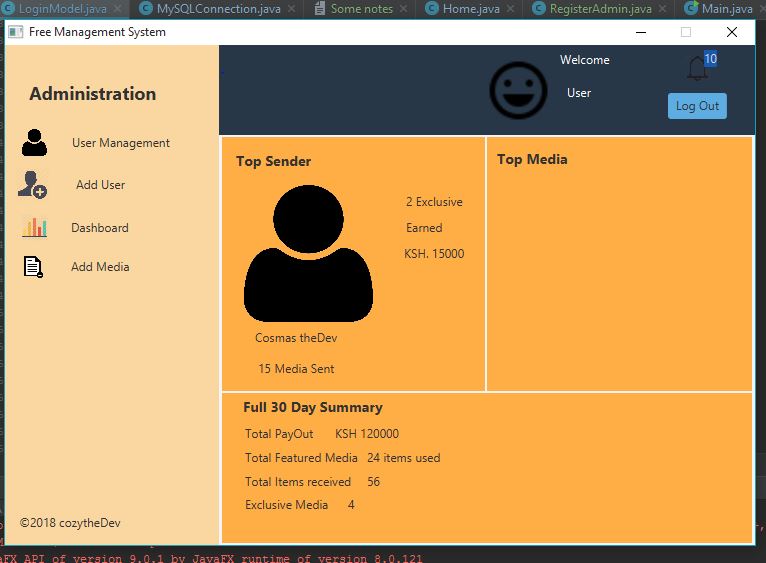 LoginModel.java
MySQLConnection.java
Some notes
Home.java
RegisterAdmin.java
Main.java
Free Management System
Administration
User Management
Add User
Dashboard
Add Media
©2018 cozytheDev
Welcome
User
10
Log Out
Top Sender
2 Exclusive
Earned
KSH. 15000
Cosmas theDev
15 Media Sent
Top Media
Full 30 Day Summary
Total PayOut KSH 120000
Total Featured Media 24 items used
Total Items received 56
Exclusive Media 4
FX API of version 9.0.1 by JavaFX runtime of version 8.0.121